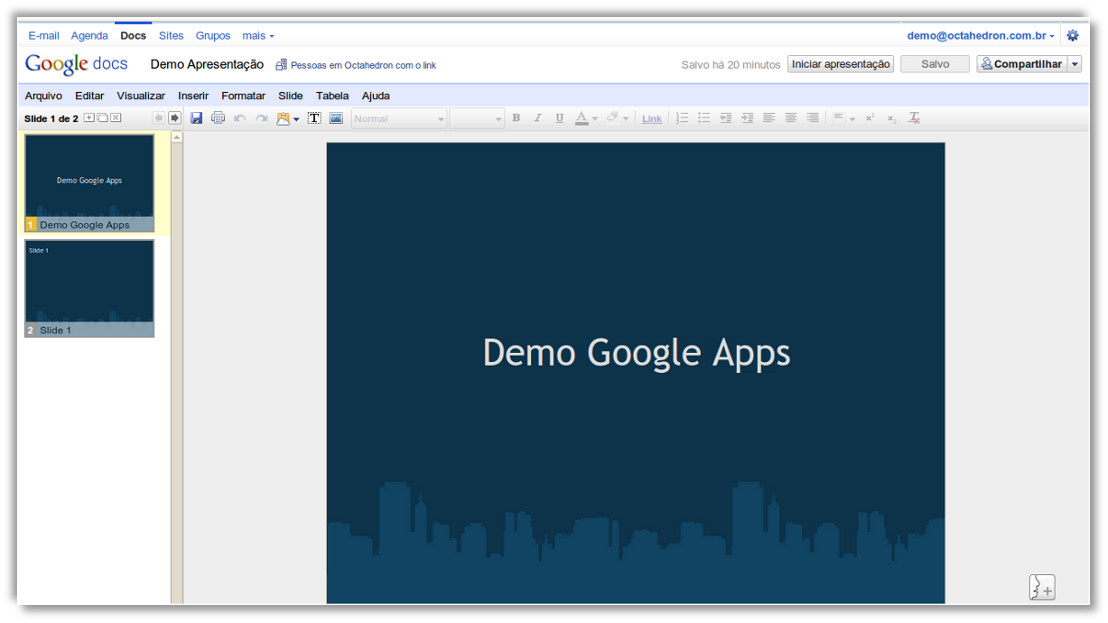 E-mail Agenda Docs Sites Grupos mais demo@octahedron.com.br
Google docs Demo Apresentação Pessoas em Octahedron com o link Salvo há 20 minutos Iniciar apresentação Salvo Compartilhar
Arquivo Editar Visualizar Inserir Formatar Slide Tabela Ajuda
Slide 1 de 2 T Normal B I U A Link x² x₂ T
Demo Google Apps
1 Demo Google Apps
Slide 1
2 Slide 1
Demo Google Apps